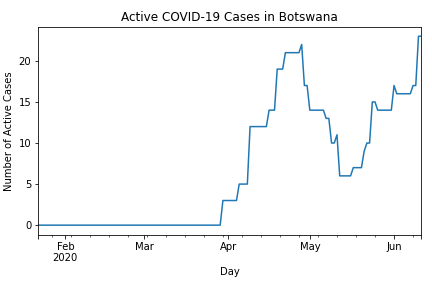 Active COVID-19 Cases in Botswana
Number of Active Cases
20
15
10
5
0
Feb
2020
Mar
Apr
May
Jun
Day